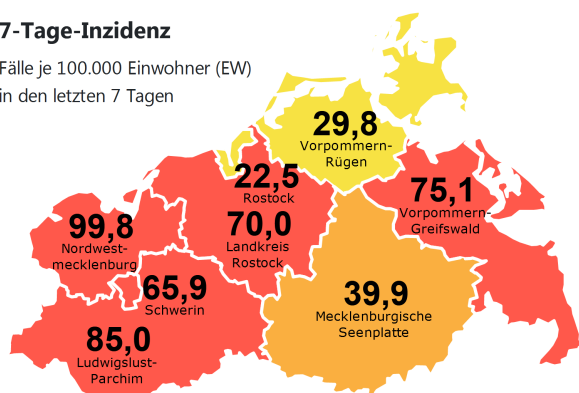 7-Tage-Inzidenz
Fälle je 100.000 Einwohner (EW)
in den letzten 7 Tagen
29,8
Vorpommern-
Rügen
22,5
Rostock
75,1
Vorpommern-
Greifswald
99,8
Nordwest-
mecklenburg
70,0
Landkreis
Rostock
65,9
Schwerin
39,9
Mecklenburgische
Seenplatte
85,0
Ludwigslust-
Parchim